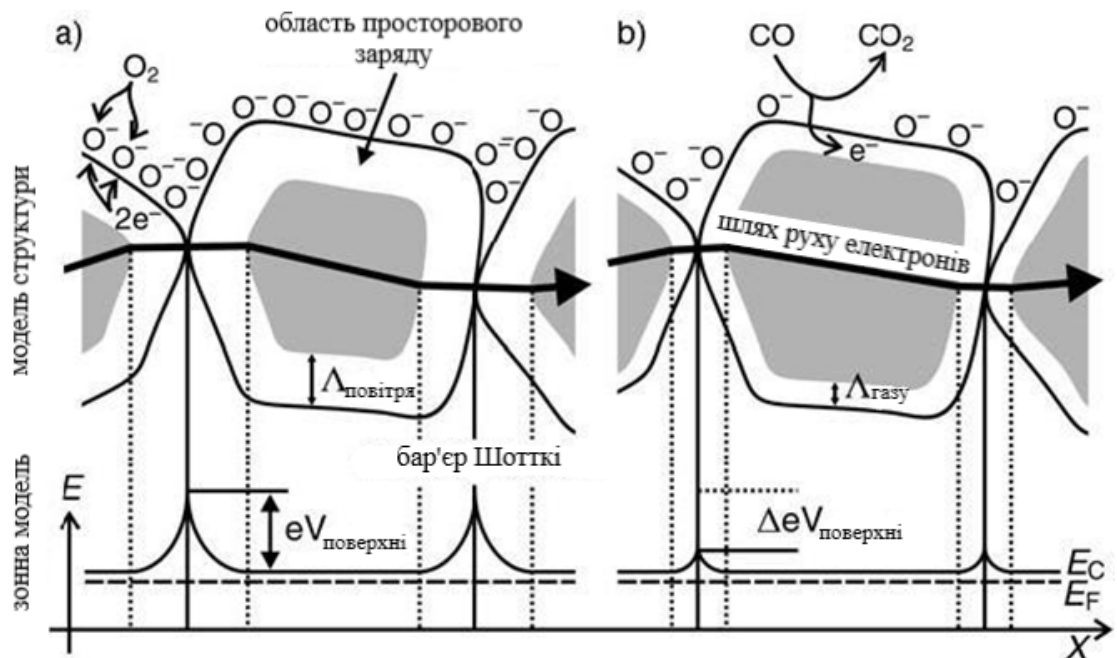 a)
область просторового
заряду
O₂
O⁻ O⁻ O⁻ O⁻ O⁻ O⁻ O⁻
⁻O
⁻O
O⁻
O⁻
O⁻
O⁻
O⁻
O⁻
O⁻
O⁻
O⁻
2e⁻
Λповітря
b)
CO
CO₂
O⁻
O⁻
O⁻
⁻O
O⁻
O⁻
O⁻
O⁻
e⁻
шлях руху електронів
Λгазу
модель структури
бар'єр Шотткі
зонна модель
E
eVповерхні
ΔeVповерхні
EC
EF
X